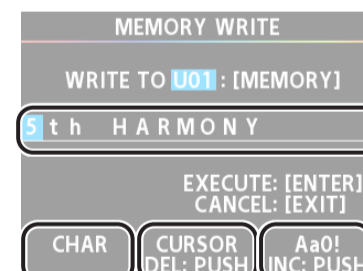 MEMORY WRITE
WRITE TO U01 : [MEMORY]
5th HARMONY
EXECUTE: [ENTER]
CANCEL: [EXIT]
CHAR
CURSOR
DEL: PUSH
Aa0!
INC: PUSH